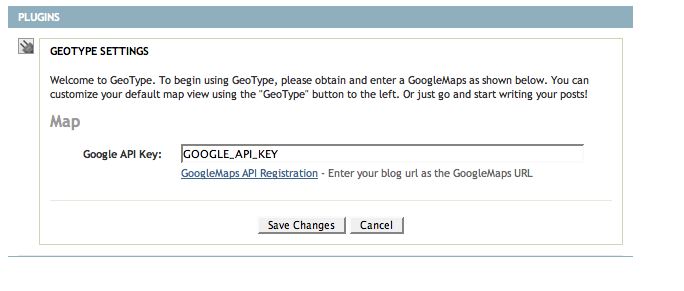 PLUGINS
GEOTYPE SETTINGS
Welcome to GeoType. To begin using GeoType, please obtain and enter a GoogleMaps as shown below. You can
customize your default map view using the "GeoType" button to the left. Or just go and start writing your posts!
Map
Google API Key: GOOGLE_API_KEY
GoogleMaps API Registration - Enter your blog url as the GoogleMaps URL
Save Changes Cancel